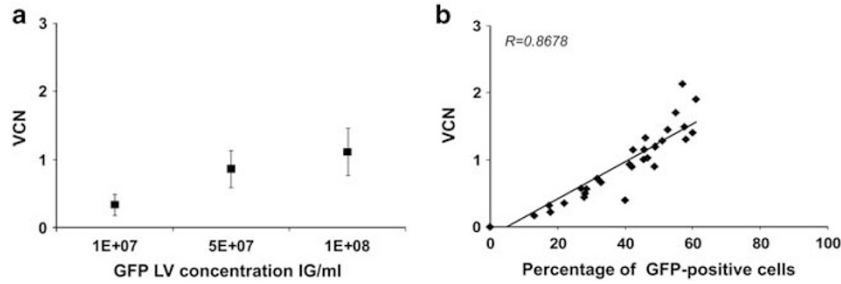 a
3
2
1
0
VCN
1E+07 5E+07 1E+08
GFP LV concentration IG/ml
b
R=0.8678
3
2
1
0
VCN
0 20 40 60 80 100
Percentage of GFP-positive cells